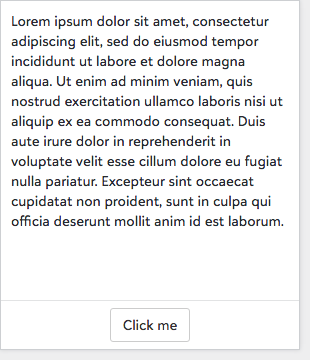 Lorem ipsum dolor sit amet, consectetur
adipiscing elit, sed do eiusmod tempor
incididunt ut labore et dolore magna
aliqua. Ut enim ad minim veniam, quis
nostrud exercitation ullamco laboris nisi ut
aliquip ex ea commodo consequat. Duis
aute irure dolor in reprehenderit in
voluptate velit esse cillum dolore eu fugiat
nulla pariatur. Excepteur sint occaecat
cupidatat non proident, sunt in culpa qui
officia deserunt mollit anim id est laborum.
Click me